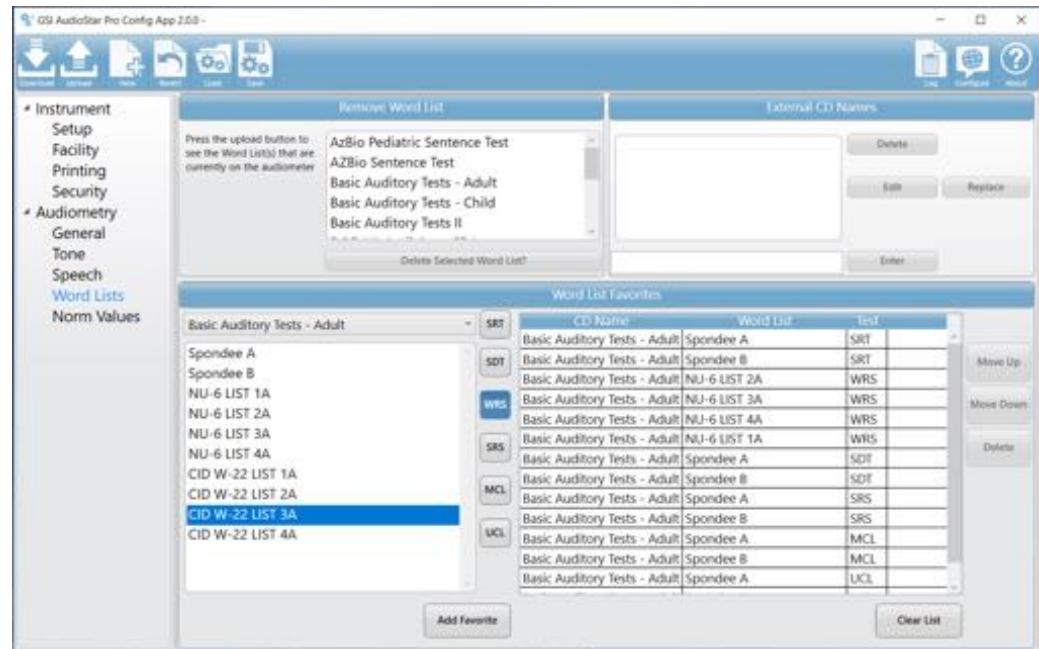 GSI AudioStar Pro Config App 2.0.0 -
Download Upload New Revert Load Save Log Configure About
Instrument
Setup
Facility
Printing
Security
Audiometry
General
Tone
Speech
Word Lists
Norm Values
Remove Word List
Press the upload button to
see the Word List(s) that are
currently on the audiometer
AzBio Pediatric Sentence Test
AZBio Sentence Test
Basic Auditory Tests - Adult
Basic Auditory Tests - Child
Basic Auditory Tests II
Delete Selected Word List?
External CD Names
Delete
Edit Replace
Enter
Word List Favorites
Basic Auditory Tests - Adult
Spondee A
Spondee B
NU-6 LIST 1A
NU-6 LIST 2A
NU-6 LIST 3A
NU-6 LIST 4A
CID W-22 LIST 1A
CID W-22 LIST 2A
CID W-22 LIST 3A
CID W-22 LIST 4A
SRT
SDT
WRS
SRS
MCL
UCL
Add Favorite
CD Name Word List Test
Basic Auditory Tests - Adult Spondee A SRT
Basic Auditory Tests - Adult Spondee B SRT
Basic Auditory Tests - Adult NU-6 LIST 2A WRS
Basic Auditory Tests - Adult NU-6 LIST 3A WRS
Basic Auditory Tests - Adult NU-6 LIST 4A WRS
Basic Auditory Tests - Adult NU-6 LIST 1A WRS
Basic Auditory Tests - Adult Spondee A SDT
Basic Auditory Tests - Adult Spondee B SDT
Basic Auditory Tests - Adult Spondee A SRS
Basic Auditory Tests - Adult Spondee B SRS
Basic Auditory Tests - Adult Spondee A MCL
Basic Auditory Tests - Adult Spondee B MCL
Basic Auditory Tests - Adult Spondee A UCL
Move Up
Move Down
Delete
Clear List